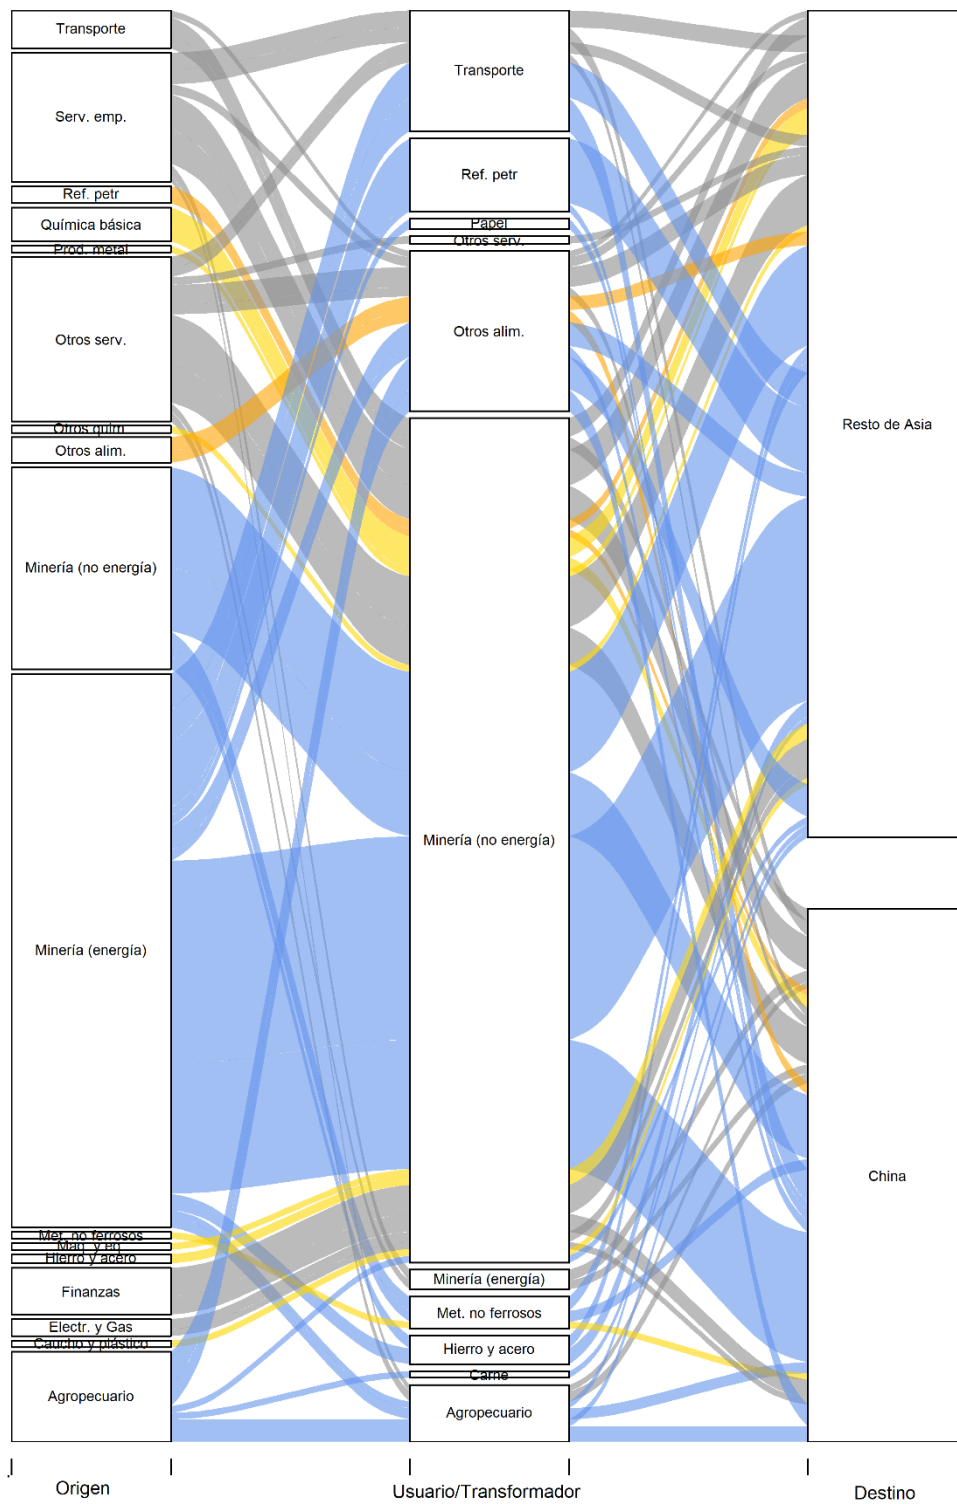 Transporte
Serv. emp.
Ref. petr
Química básica
Prod. metal
Otros serv.
Otros quim.
Otros alim.
Minería (no energía)
Minería (energía)
Met. no ferrosos
Maq. y eq.
Hierro y acero
Finanzas
Electr. y Gas
Caucho y plástico
Agropecuario
Transporte
Ref. petr
Papel
Otros serv.
Otros alim.
Minería (no energía)
Minería (energía)
Met. no ferrosos
Hierro y acero
Carne
Agropecuario
Resto de Asia
China
Origen
Usuario/Transformador
Destino